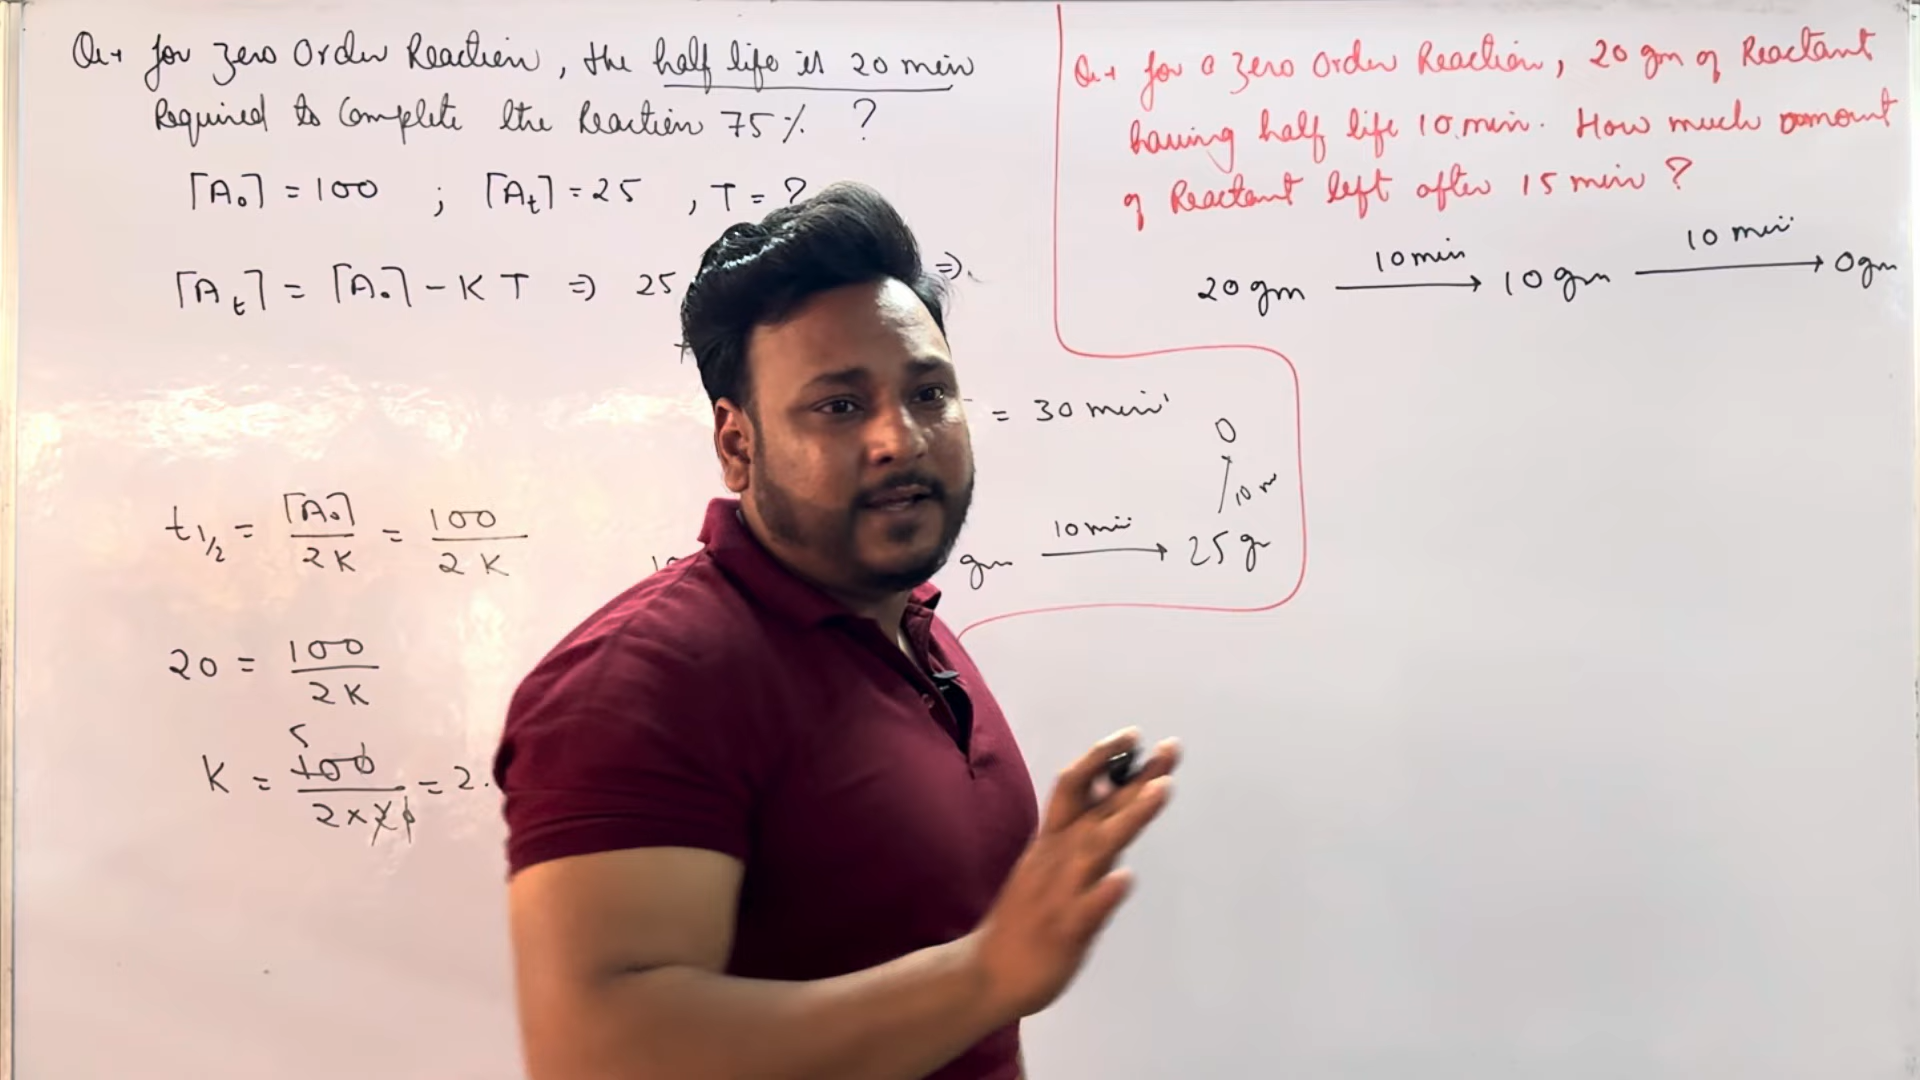 Q → for zero order Reaction, the half life is 20 min
Required to Complete the Reaction 75% ?
[A₀] = 100 ; [Aₜ] = 25 , T = ?
[Aₜ] = [A₀] - K T ⇒ 25 ⇒
= 30 min
t₁/₂ = [A₀]/2K = 100/2K
gm 10 min → 25 g
10 m
0
20 = 100/2K
5
K = 100/2× = 2.
Q → for a zero order Reaction, 20 gm of Reactant
having half life 10 min. How much amount
of Reactant left after 15 min ?
20 gm 10 min → 10 gm 10 min → 0 gm